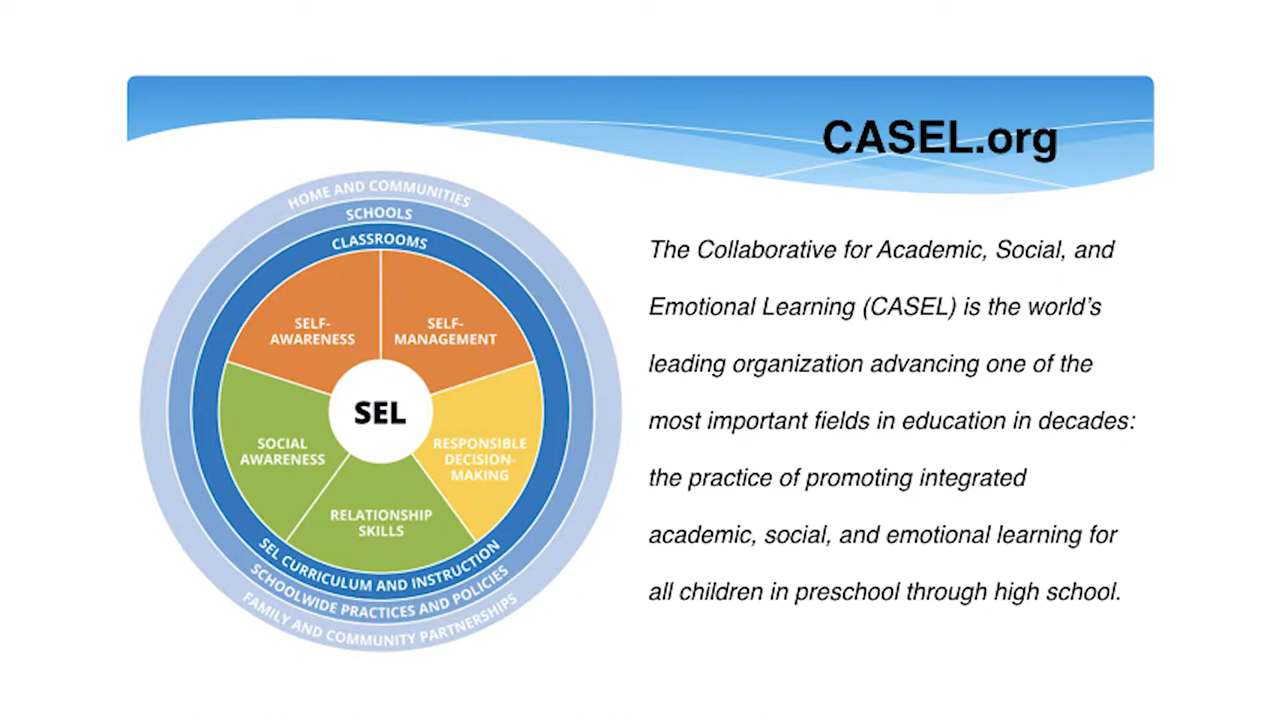 CASEL.org
HOME AND COMMUNITIES
SCHOOLS
CLASSROOMS
SELF-
AWARENESS
SELF-
MANAGEMENT
SEL
SOCIAL
AWARENESS
RESPONSIBLE
DECISION-
MAKING
RELATIONSHIP
SKILLS
SEL CURRICULUM AND INSTRUCTION
SCHOOLWIDE PRACTICES AND POLICIES
FAMILY AND COMMUNITY PARTNERSHIPS
The Collaborative for Academic, Social, and
Emotional Learning (CASEL) is the world’s
leading organization advancing one of the
most important fields in education in decades:
the practice of promoting integrated
academic, social, and emotional learning for
all children in preschool through high school.